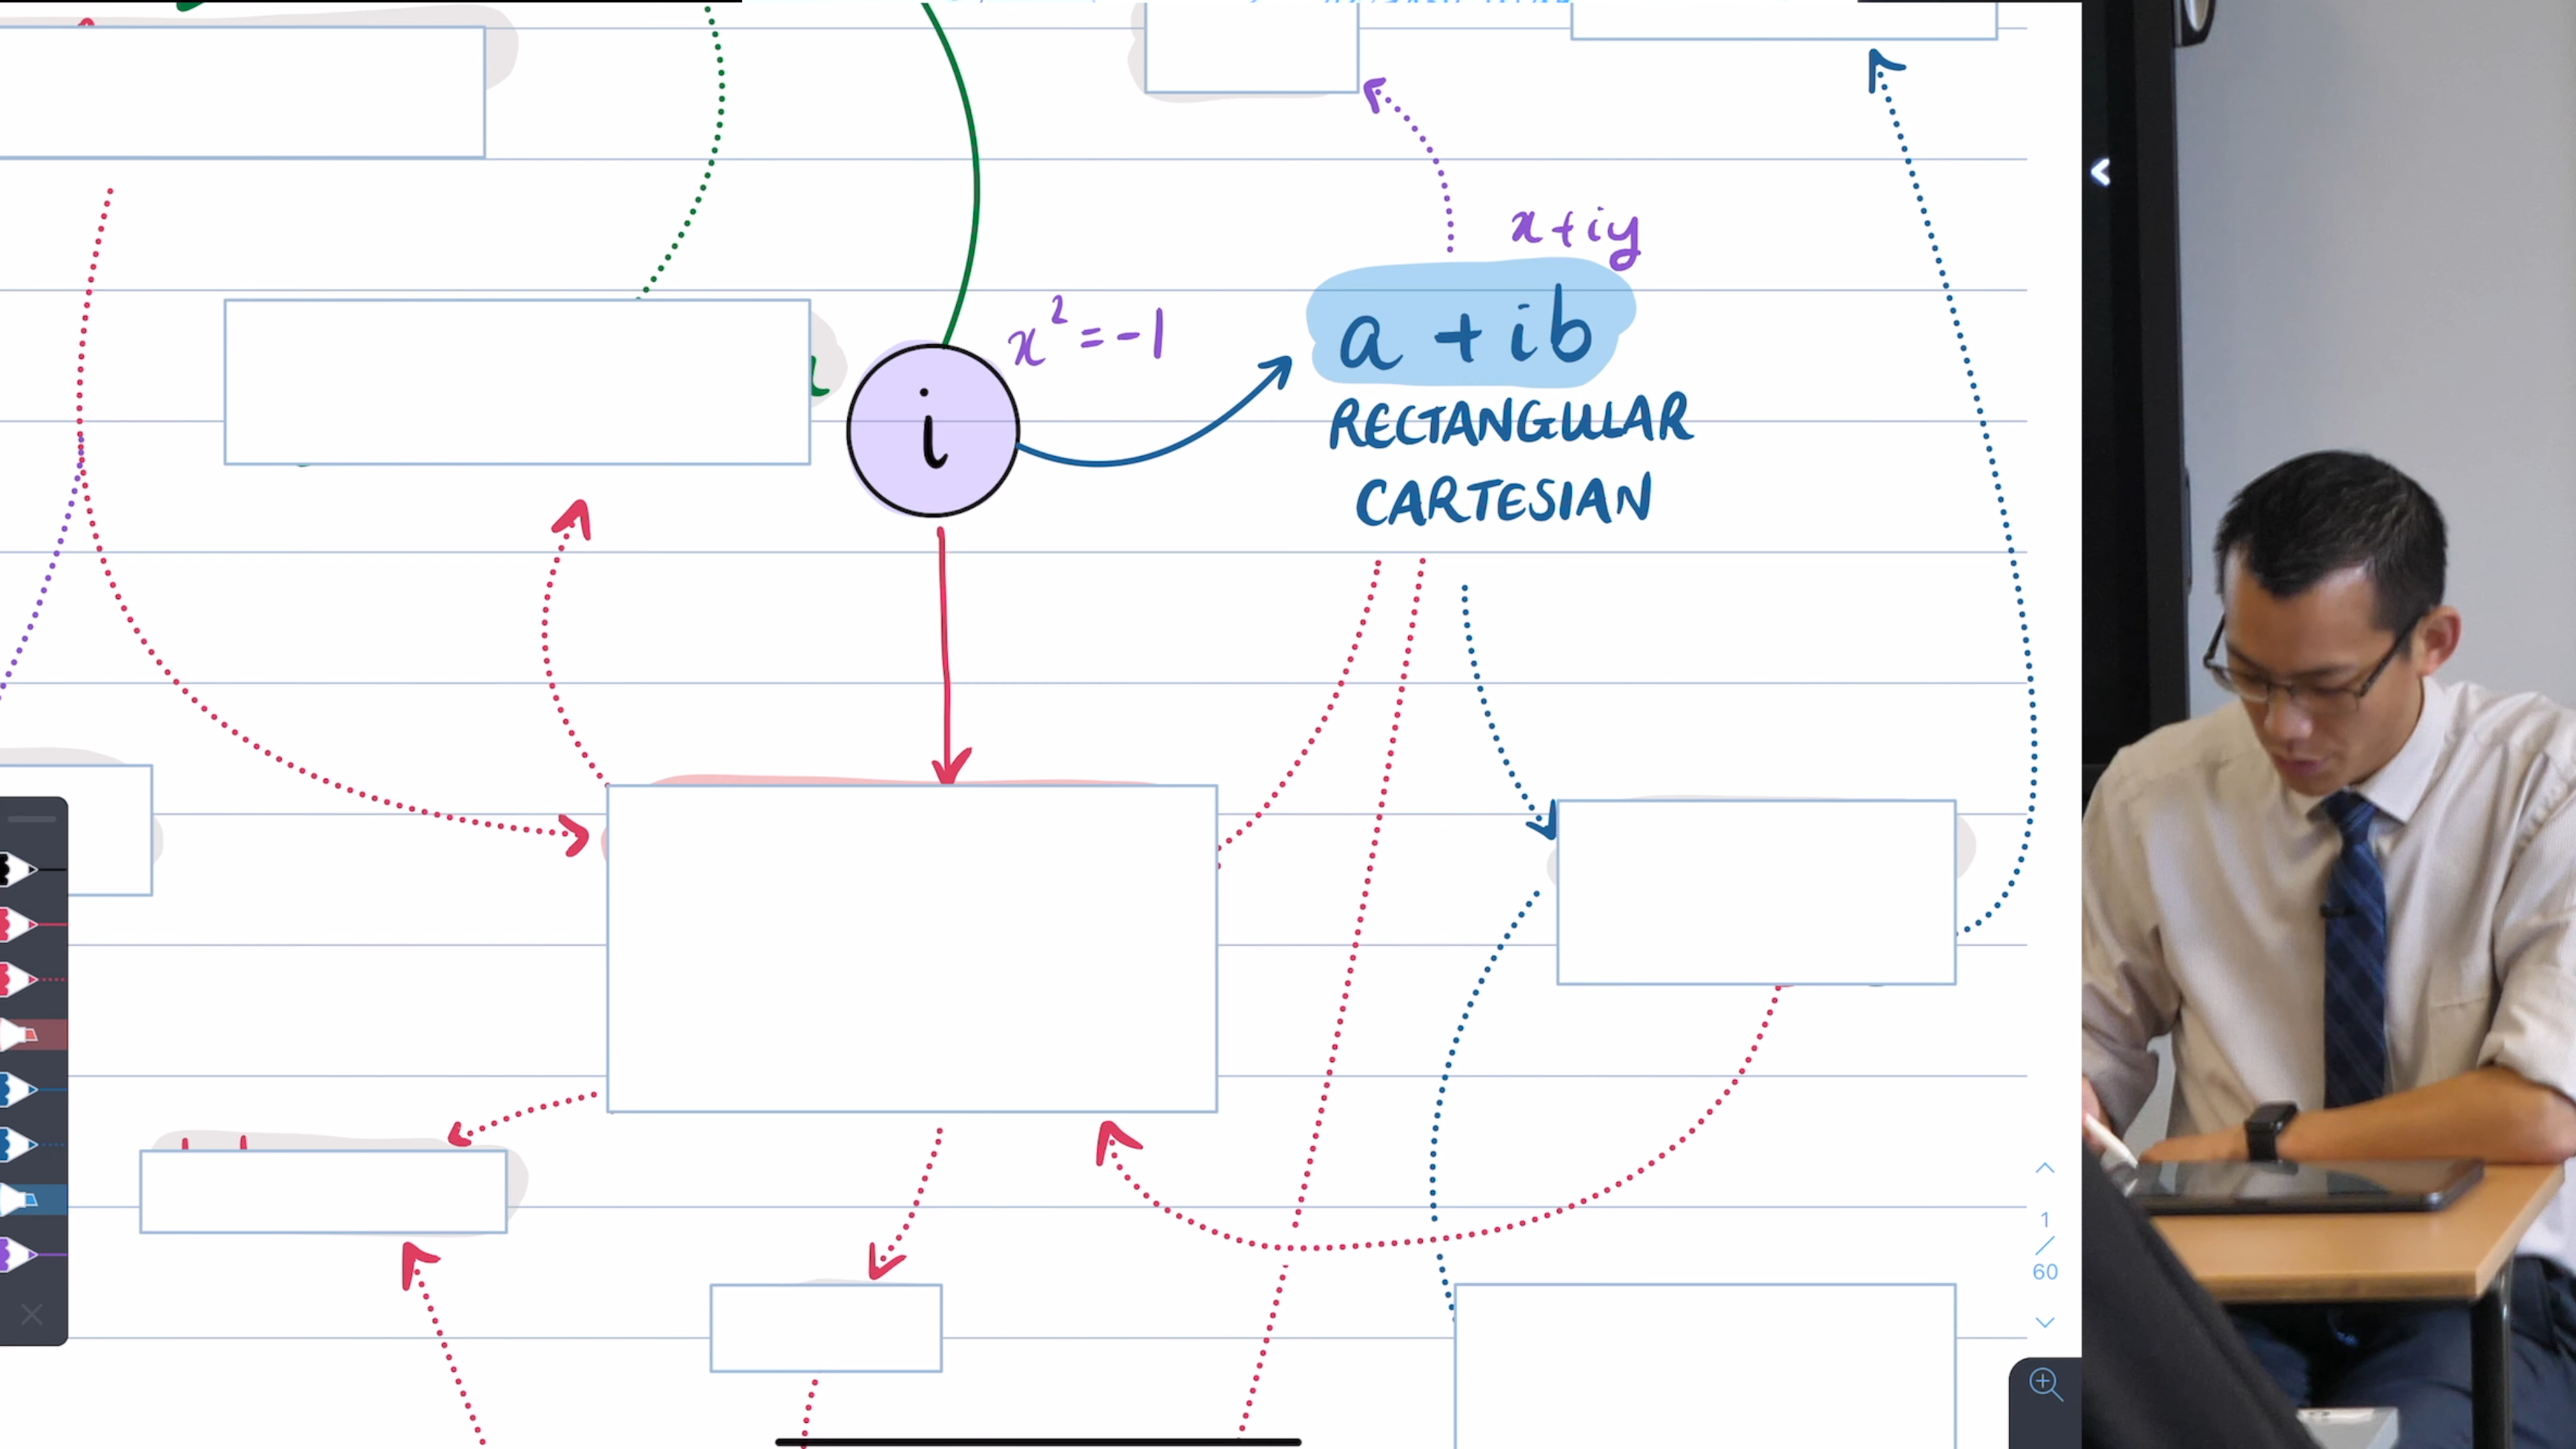 x + iy
x² = -1
a + ib
i
RECTANGULAR
CARTESIAN
1
/
60